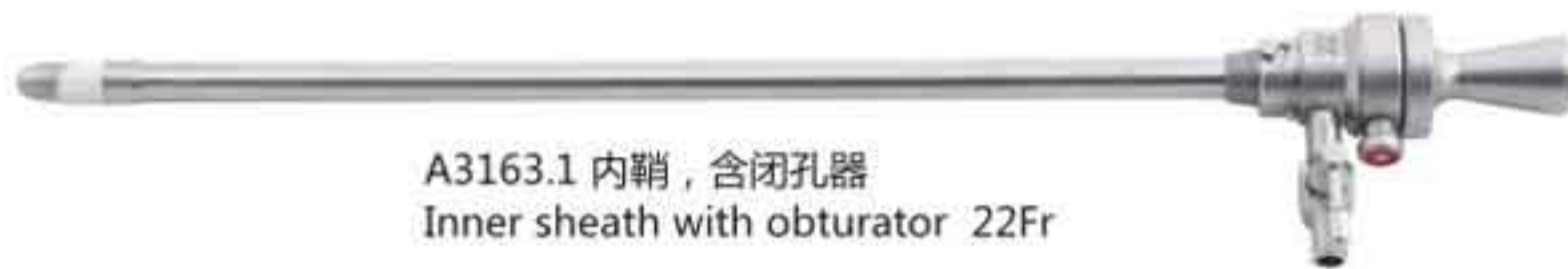 A3163.1 内鞘，含闭孔器
Inner sheath with obturator 22Fr